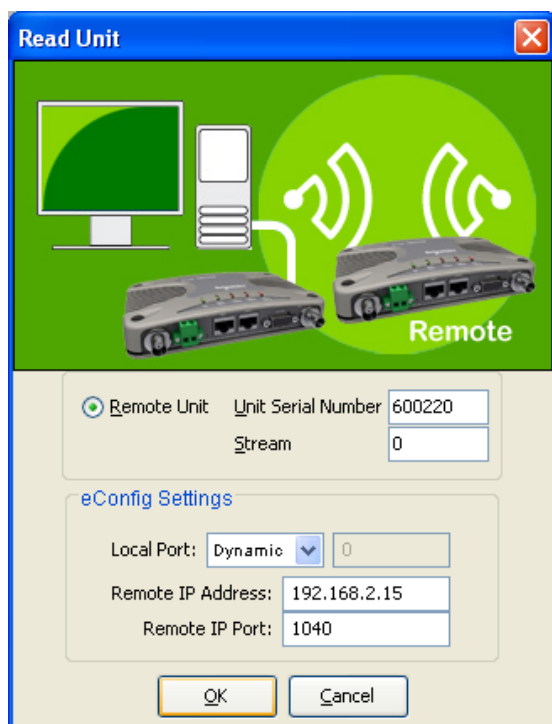 Read Unit
Remote
Remote Unit Unit Serial Number 600220
Stream 0
eConfig Settings
Local Port: Dynamic 0
Remote IP Address: 192.168.2.15
Remote IP Port: 1040
OK Cancel